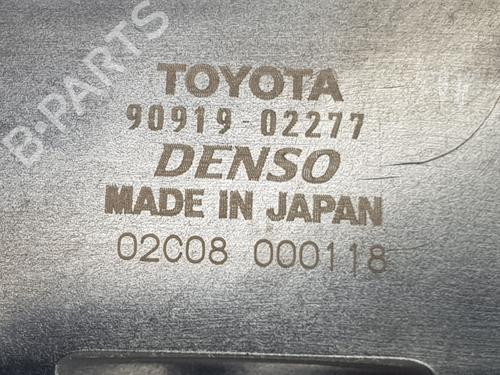 B-PARTS
TOYOTA
90919-02277
DENSO
MADE IN JAPAN
02C08 000118